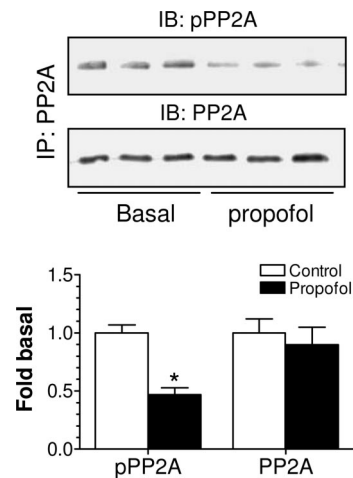 IB: pPP2A
IP: PP2A
IB: PP2A
Basal propofol
Fold basal
1.5
1.0
0.5
0.0
Control
Propofol
*
pPP2A PP2A